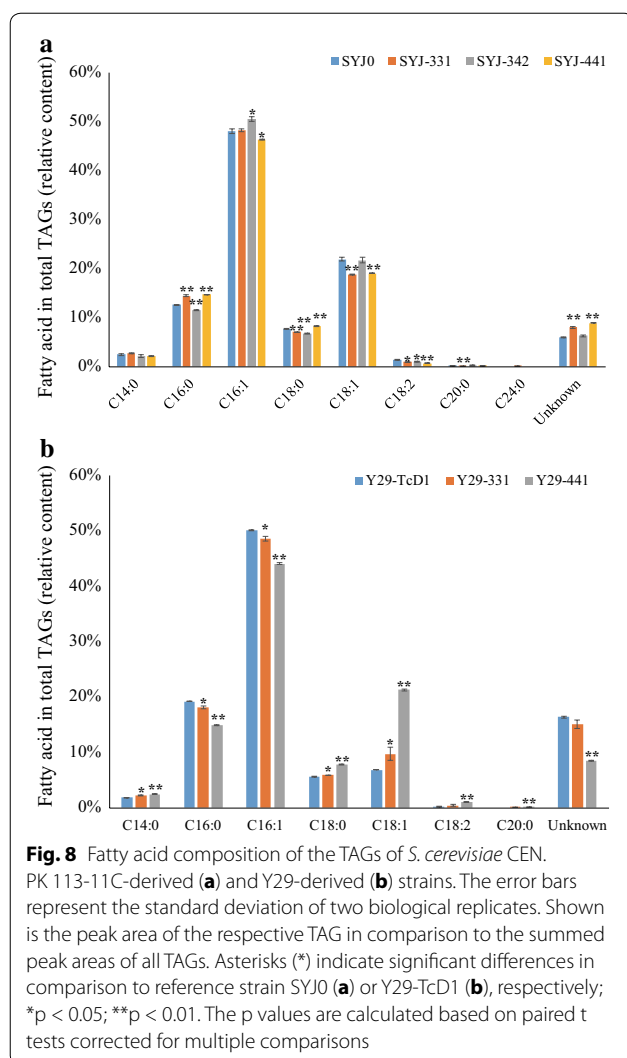 a
SYJ0 SYJ-331 SYJ-342 SYJ-441
Fatty acid in total TAGs (relative content)
60%
50%
40%
30%
20%
10%
0%
** ** **
* *
** ** **
** **
* * **
**
** **
C14:0 C16:0 C16:1 C18:0 C18:1 C18:2 C20:0 C24:0 Unknown
b
Y29-TcD1 Y29-331 Y29-441
Fatty acid in total TAGs (relative content)
60%
50%
40%
30%
20%
10%
0%
* **
* **
* **
* **
* **
**
**
**
C14:0 C16:0 C16:1 C18:0 C18:1 C18:2 C20:0 Unknown
Fig. 8 Fatty acid composition of the TAGs of S. cerevisiae CEN.
PK 113-11C-derived (a) and Y29-derived (b) strains. The error bars
represent the standard deviation of two biological replicates. Shown
is the peak area of the respective TAG in comparison to the summed
peak areas of all TAGs. Asterisks (*) indicate significant differences in
comparison to reference strain SYJ0 (a) or Y29-TcD1 (b), respectively;
*p < 0.05; **p < 0.01. The p values are calculated based on paired t
tests corrected for multiple comparisons